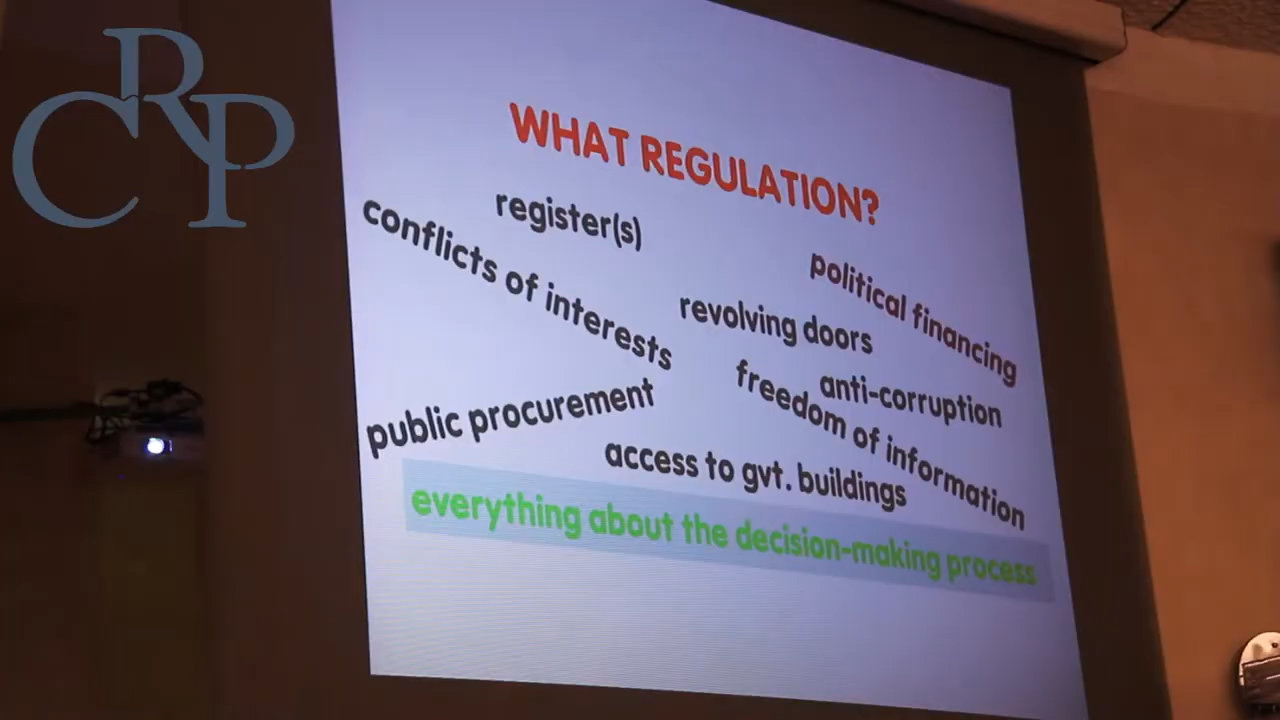 CRP
WHAT REGULATION?
register(s)
conflicts of interests
political financing
revolving doors
anti-corruption
freedom of information
public procurement
access to gvt. buildings
everything about the decision-making process